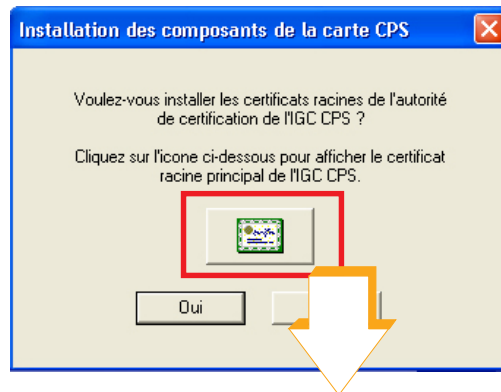 Installation des composants de la carte CPS
Voulez-vous installer les certificats racines de l'autorité
de certification de l'IGC CPS ?
Cliquez sur l'icone ci-dessous pour afficher le certificat
racine principal de l'IGC CPS.
Oui